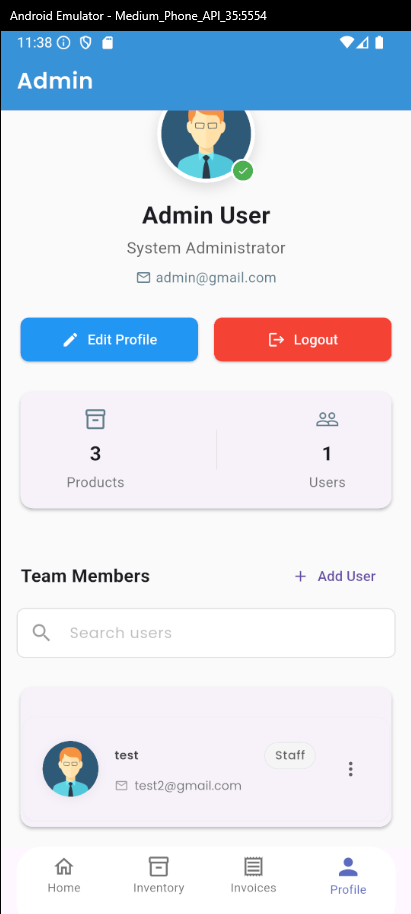 Android Emulator - Medium_Phone_API_35:5554
11:38
Admin
Admin User
System Administrator
admin@gmail.com
Edit Profile
Logout
3
1
Products
Users
Team Members
+ Add User
Search users
test
Staff
test2@gmail.com
Home
Inventory
Invoices
Profile